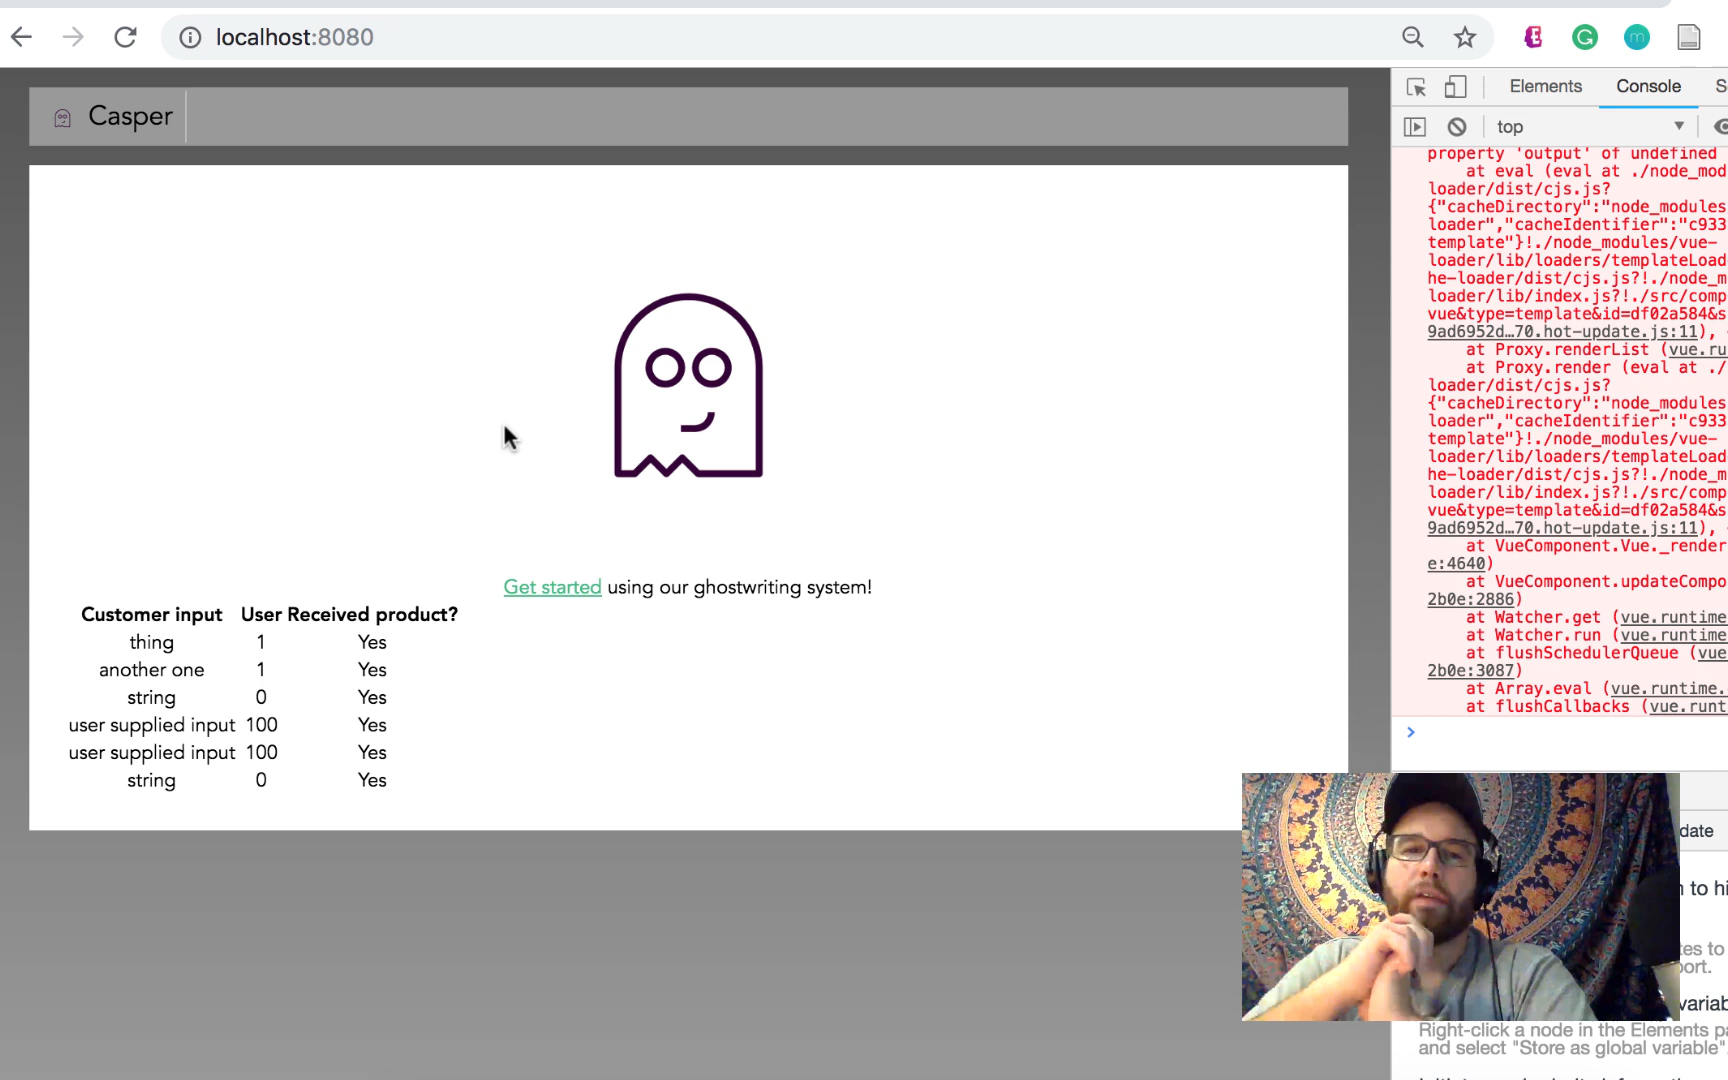 localhost:8080
Casper
Get started using our ghostwriting system!
Customer input User Received product?
thing 1 Yes
another one 1 Yes
string 0 Yes
user supplied input 100 Yes
user supplied input 100 Yes
string 0 Yes
Elements Console S
top
property 'output' of undefined
at eval (eval at ./node_mod
loader/dist/cjs.js?
{"cacheDirectory":"node_modules
loader","cacheIdentifier":"c933
template"}!./node_modules/vue-
loader/lib/loaders/templateLoad
he-loader/dist/cjs.js?!./node_m
loader/lib/index.js?!./src/comp
vue&type=template&id=df02a584&s
9ad6952d…70.hot-update.js:11),
at Proxy.renderList (vue.ru
at Proxy.render (eval at ./
loader/dist/cjs.js?
{"cacheDirectory":"node_modules
loader","cacheIdentifier":"c933
template"}!./node_modules/vue-
loader/lib/loaders/templateLoad
he-loader/dist/cjs.js?!./node_m
loader/lib/index.js?!./src/comp
vue&type=template&id=df02a584&s
9ad6952d…70.hot-update.js:11),
at VueComponent.Vue._render
e:4640)
at VueComponent.updateCompo
2b0e:2886)
at Watcher.get (vue.runtime
at Watcher.run (vue.runtime
at flushSchedulerQueue (vue
2b0e:3087)
at Array.eval (vue.runtime.
at flushCallbacks (vue.runt
date
to hi
tes to
ort.
variab
Right-click a node in the Elements pa
and select "Store as global variable"